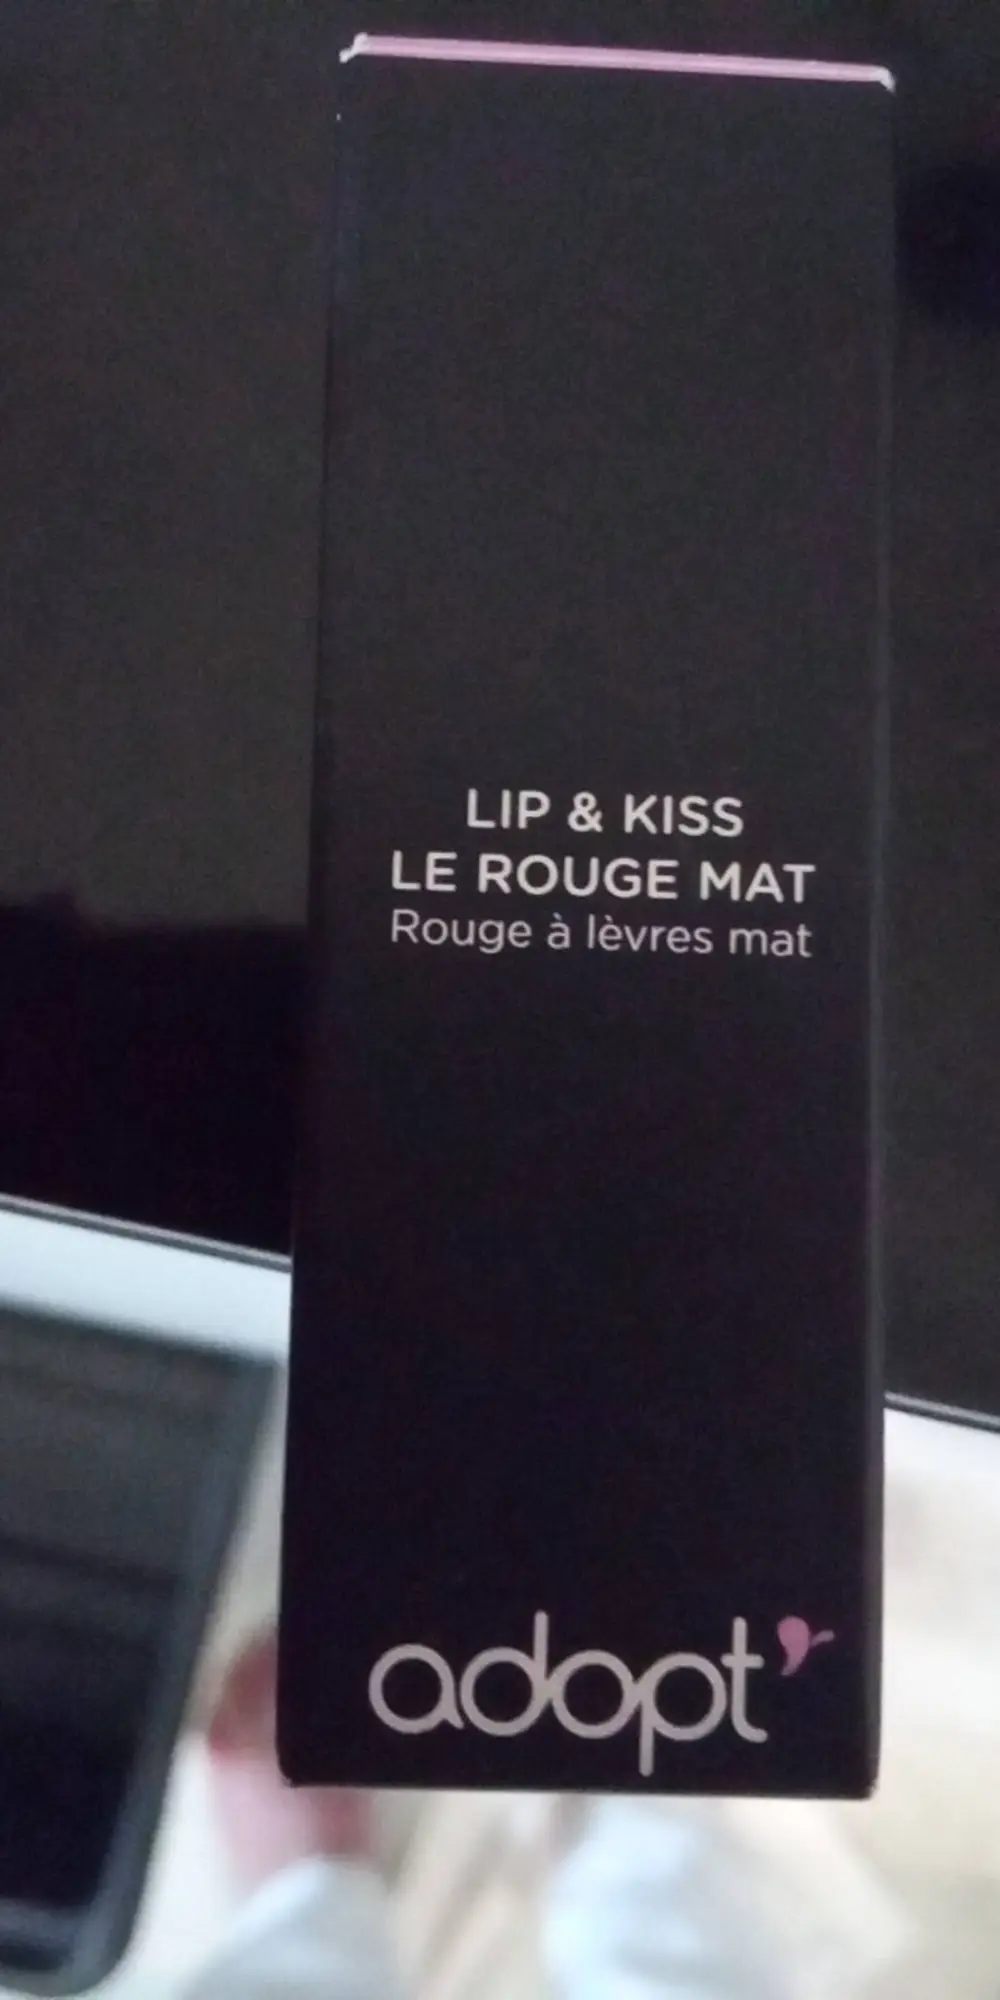 LIP & KISS
LE ROUGE MAT
Rouge à lèvres mat
adopt'